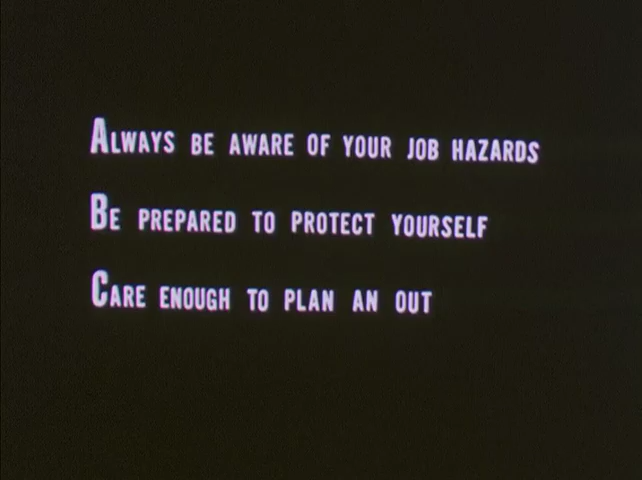 ALWAYS BE AWARE OF YOUR JOB HAZARDS
BE PREPARED TO PROTECT YOURSELF
CARE ENOUGH TO PLAN AN OUT